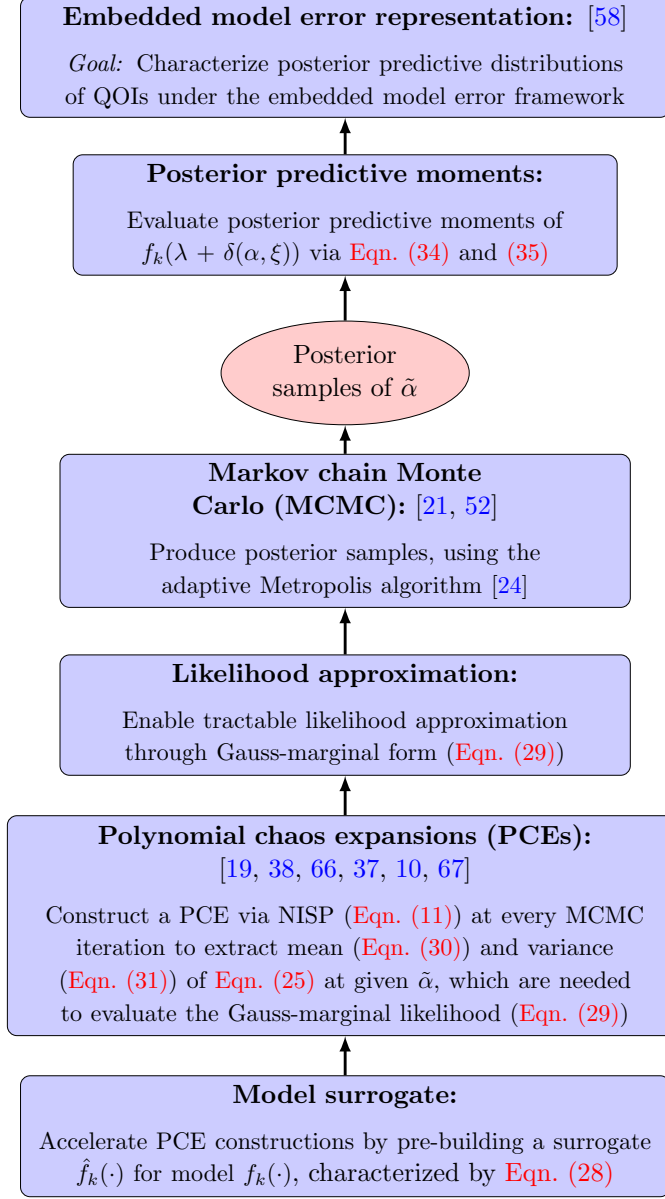 Embedded model error representation: [58]
Goal: Characterize posterior predictive distributions
of QOIs under the embedded model error framework
Posterior predictive moments:
Evaluate posterior predictive moments of
f_k(λ + δ(α, ξ)) via Eqn. (34) and (35)
Posterior
samples of α̃
Markov chain Monte
Carlo (MCMC): [21, 52]
Produce posterior samples, using the
adaptive Metropolis algorithm [24]
Likelihood approximation:
Enable tractable likelihood approximation
through Gauss-marginal form (Eqn. (29))
Polynomial chaos expansions (PCEs):
[19, 38, 66, 37, 10, 67]
Construct a PCE via NISP (Eqn. (11)) at every MCMC
iteration to extract mean (Eqn. (30)) and variance
(Eqn. (31)) of Eqn. (25) at given α̃, which are needed
to evaluate the Gauss-marginal likelihood (Eqn. (29))
Model surrogate:
Accelerate PCE constructions by pre-building a surrogate
f̂_k(·) for model f_k(·), characterized by Eqn. (28)